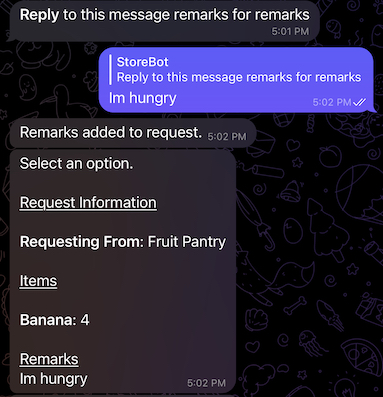 Reply to this message remarks for remarks
5:01 PM
StoreBot
Reply to this message remarks for remarks
Im hungry
5:02 PM
Remarks added to request. 5:02 PM
Select an option.
Request Information
Requesting From: Fruit Pantry
Items
Banana: 4
Remarks
Im hungry
5:02 PM